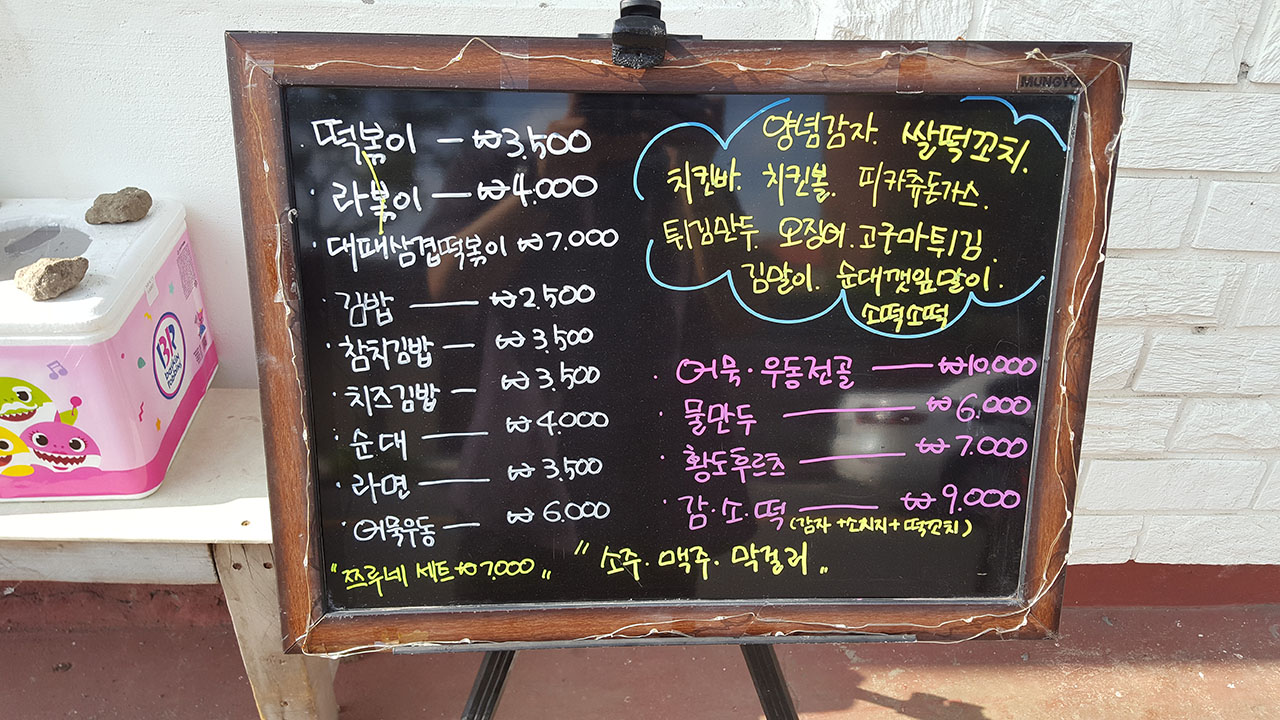 MUNGYO
떡볶이 - ₩3,500
· 라볶이 — ₩4.000
· 대패삼겹떡볶이 ₩7.000
· 김밥 — ₩2.500
· 참치김밥 - ₩3,500
· 치즈김밥 - ₩3,500
· 순대 — ₩4.000
· 라면 — ₩3,500
· 어묵우동 — ₩6.000
"쯔루네 세트 ₩7.000"
양념감자. 쌀떡꼬치.
치킨바. 치킨볼. 피카츄돈가스.
튀김만두 오징어.고구마튀김
김말이. 순대깻잎말이.
소떡소떡
· 어묵·우동전골 — ₩10.000
· 물만두 — ₩6.000
· 황도후르츠 — ₩7.000
· 감·소·떡 — ₩9.000
(감자+소시지+떡꼬치)
"소주. 맥주. 막걸리"
BR
baskin robbins